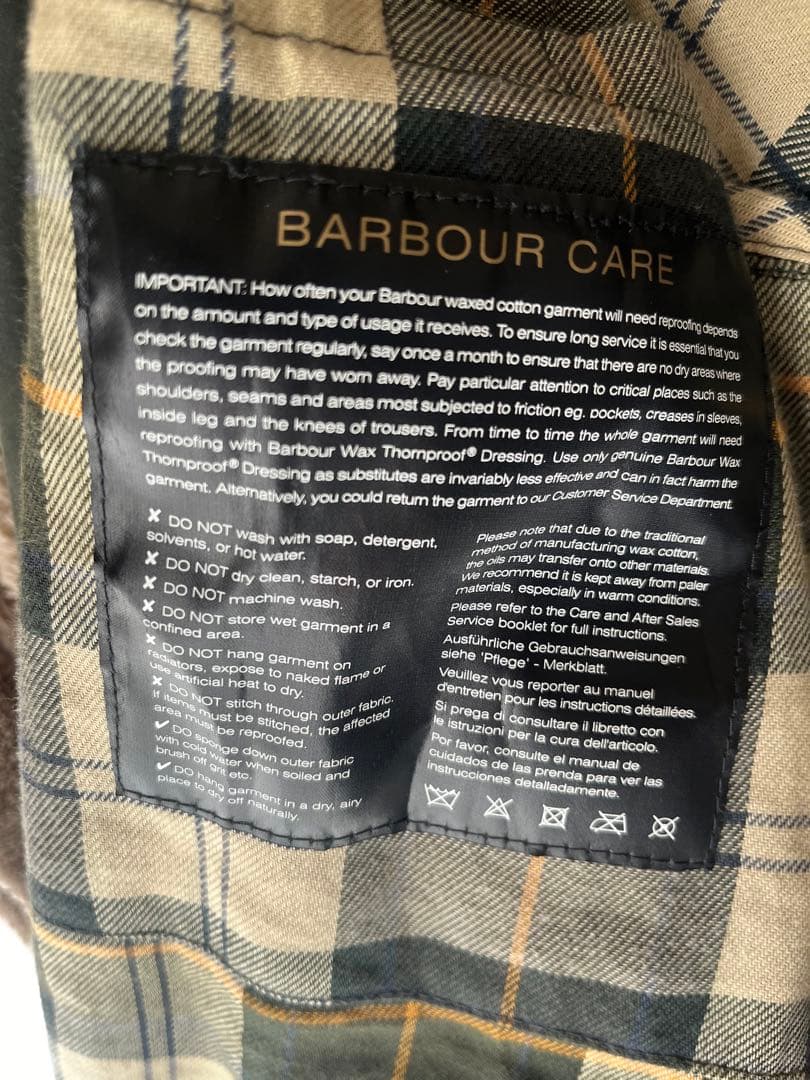 BARBOUR CARE
IMPORTANT: How often your Barbour waxed cotton garment will need reproofing depends
on the amount and type of usage it receives. To ensure long service it is essential that you
check the garment regularly, say once a month to ensure that there are no dry areas where
the proofing may have worn away. Pay particular attention to critical places such as the
shoulders, seams and areas most subjected to friction eg. pockets, creases in sleeves,
inside leg and the knees of trousers. From time to time the whole garment will need
reproofing with Barbour Wax Thornproof® Dressing. Use only genuine Barbour Wax
Thornproof® Dressing as substitutes are invariably less effective and can in fact harm the
garment. Alternatively, you could return the garment to our Customer Service Department.
✗ DO NOT wash with soap, detergent,
solvents, or hot water.
✗ DO NOT dry clean, starch, or iron.
✗ DO NOT machine wash.
✗ DO NOT store wet garment in a
confined area.
✗ DO NOT hang garment on
radiators, expose to naked flame or
use artificial heat to dry.
✗ DO NOT stitch through outer fabric.
If items must be stitched, the affected
area must be reproofed.
✓ DO sponge down outer fabric
with cold water when soiled and
brush off grit etc.
✓ DO hang garment in a dry, airy
place to dry off naturally.
Please note that due to the traditional
method of manufacturing wax cotton,
the oils may transfer onto other materials.
We recommend it is kept away from paler
materials, especially in warm conditions.
Please refer to the Care and After Sales
Service booklet for full instructions.
Ausführliche Gebrauchsanweisungen
siehe 'Pflege' - Merkblatt.
Veuillez vous reporter au manuel
d'entretien pour les instructions détaillées.
Si prega di consultare il libretto con
le istruzioni per la cura dell'articolo.
Por favor, consulte el manual de
cuidados de las prenda para ver las
instrucciones detalladamente.